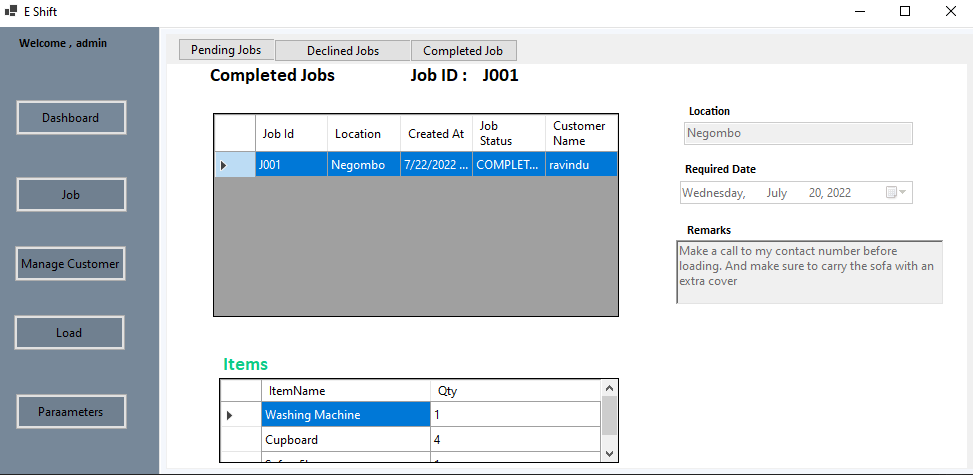 E Shift
Welcome , admin
Dashboard
Job
Manage Customer
Load
Paraameters
Pending Jobs
Declined Jobs
Completed Job
Completed Jobs
Job ID : J001
Job Id
Location
Created At
Job
Status
Customer
Name
J001
Negombo
7/22/2022 ...
COMPLET...
ravindu
Location
Negombo
Required Date
Wednesday, July 20, 2022
Remarks
Make a call to my contact number before
loading. And make sure to carry the sofa with an
extra cover
Items
ItemName
Qty
Washing Machine
1
Cupboard
4